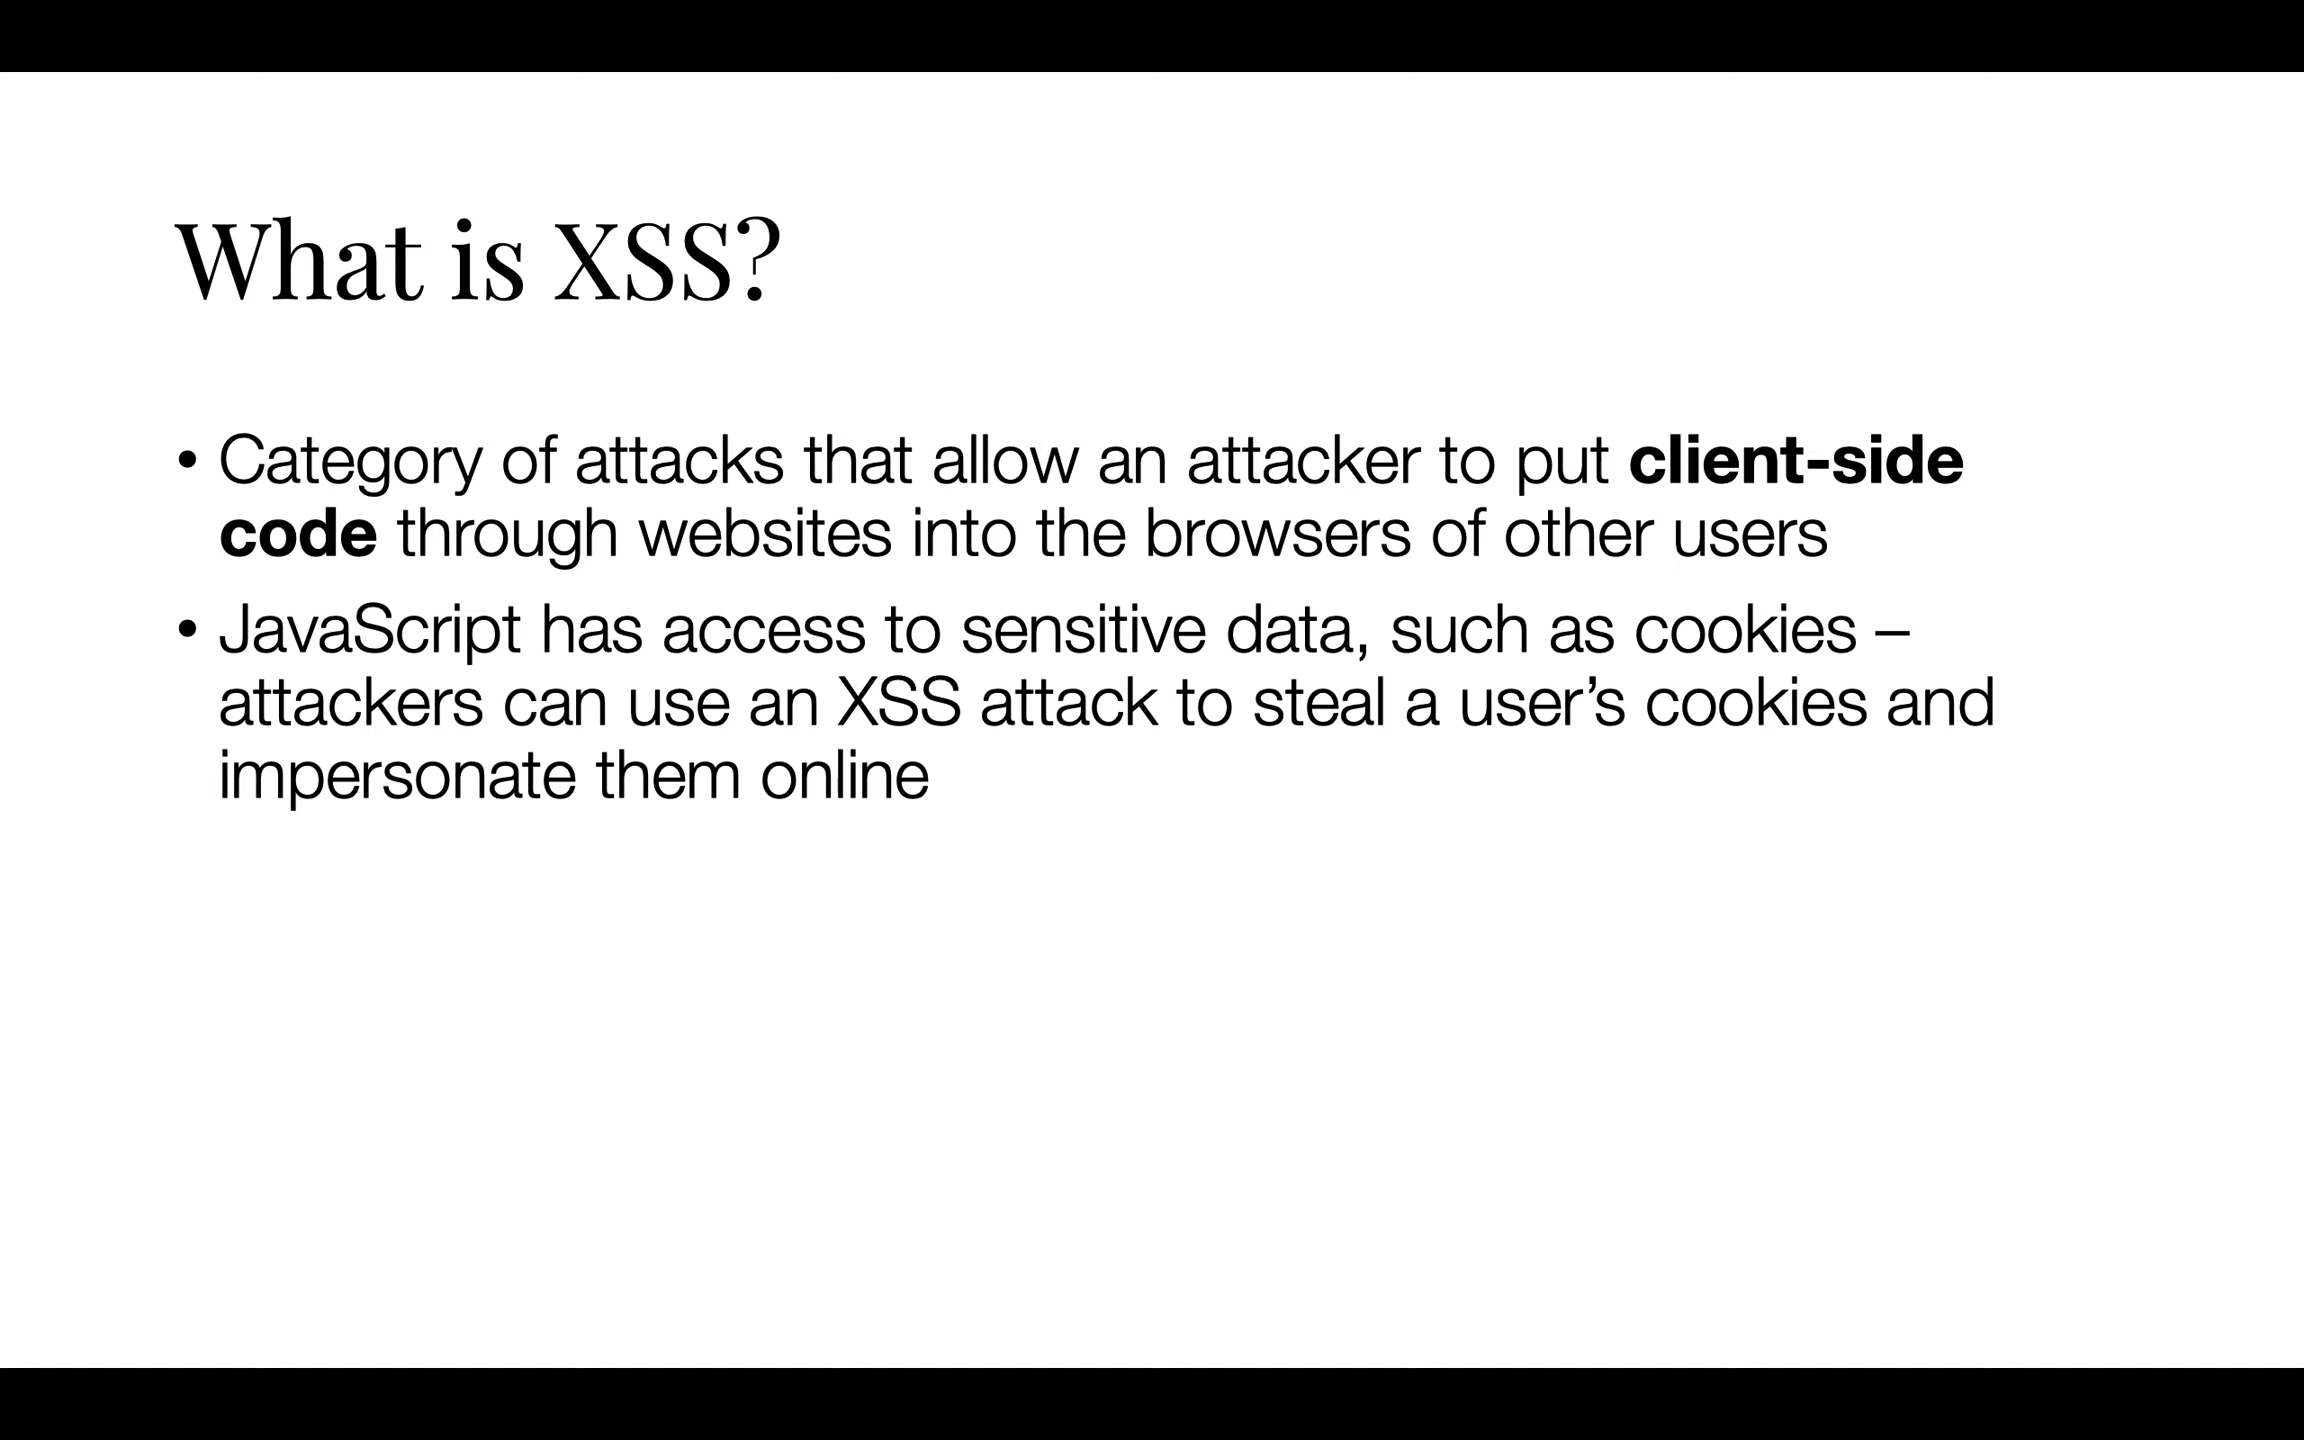 What is XSS?
• Category of attacks that allow an attacker to put client-side
code through websites into the browsers of other users
• JavaScript has access to sensitive data, such as cookies –
attackers can use an XSS attack to steal a user’s cookies and
impersonate them online